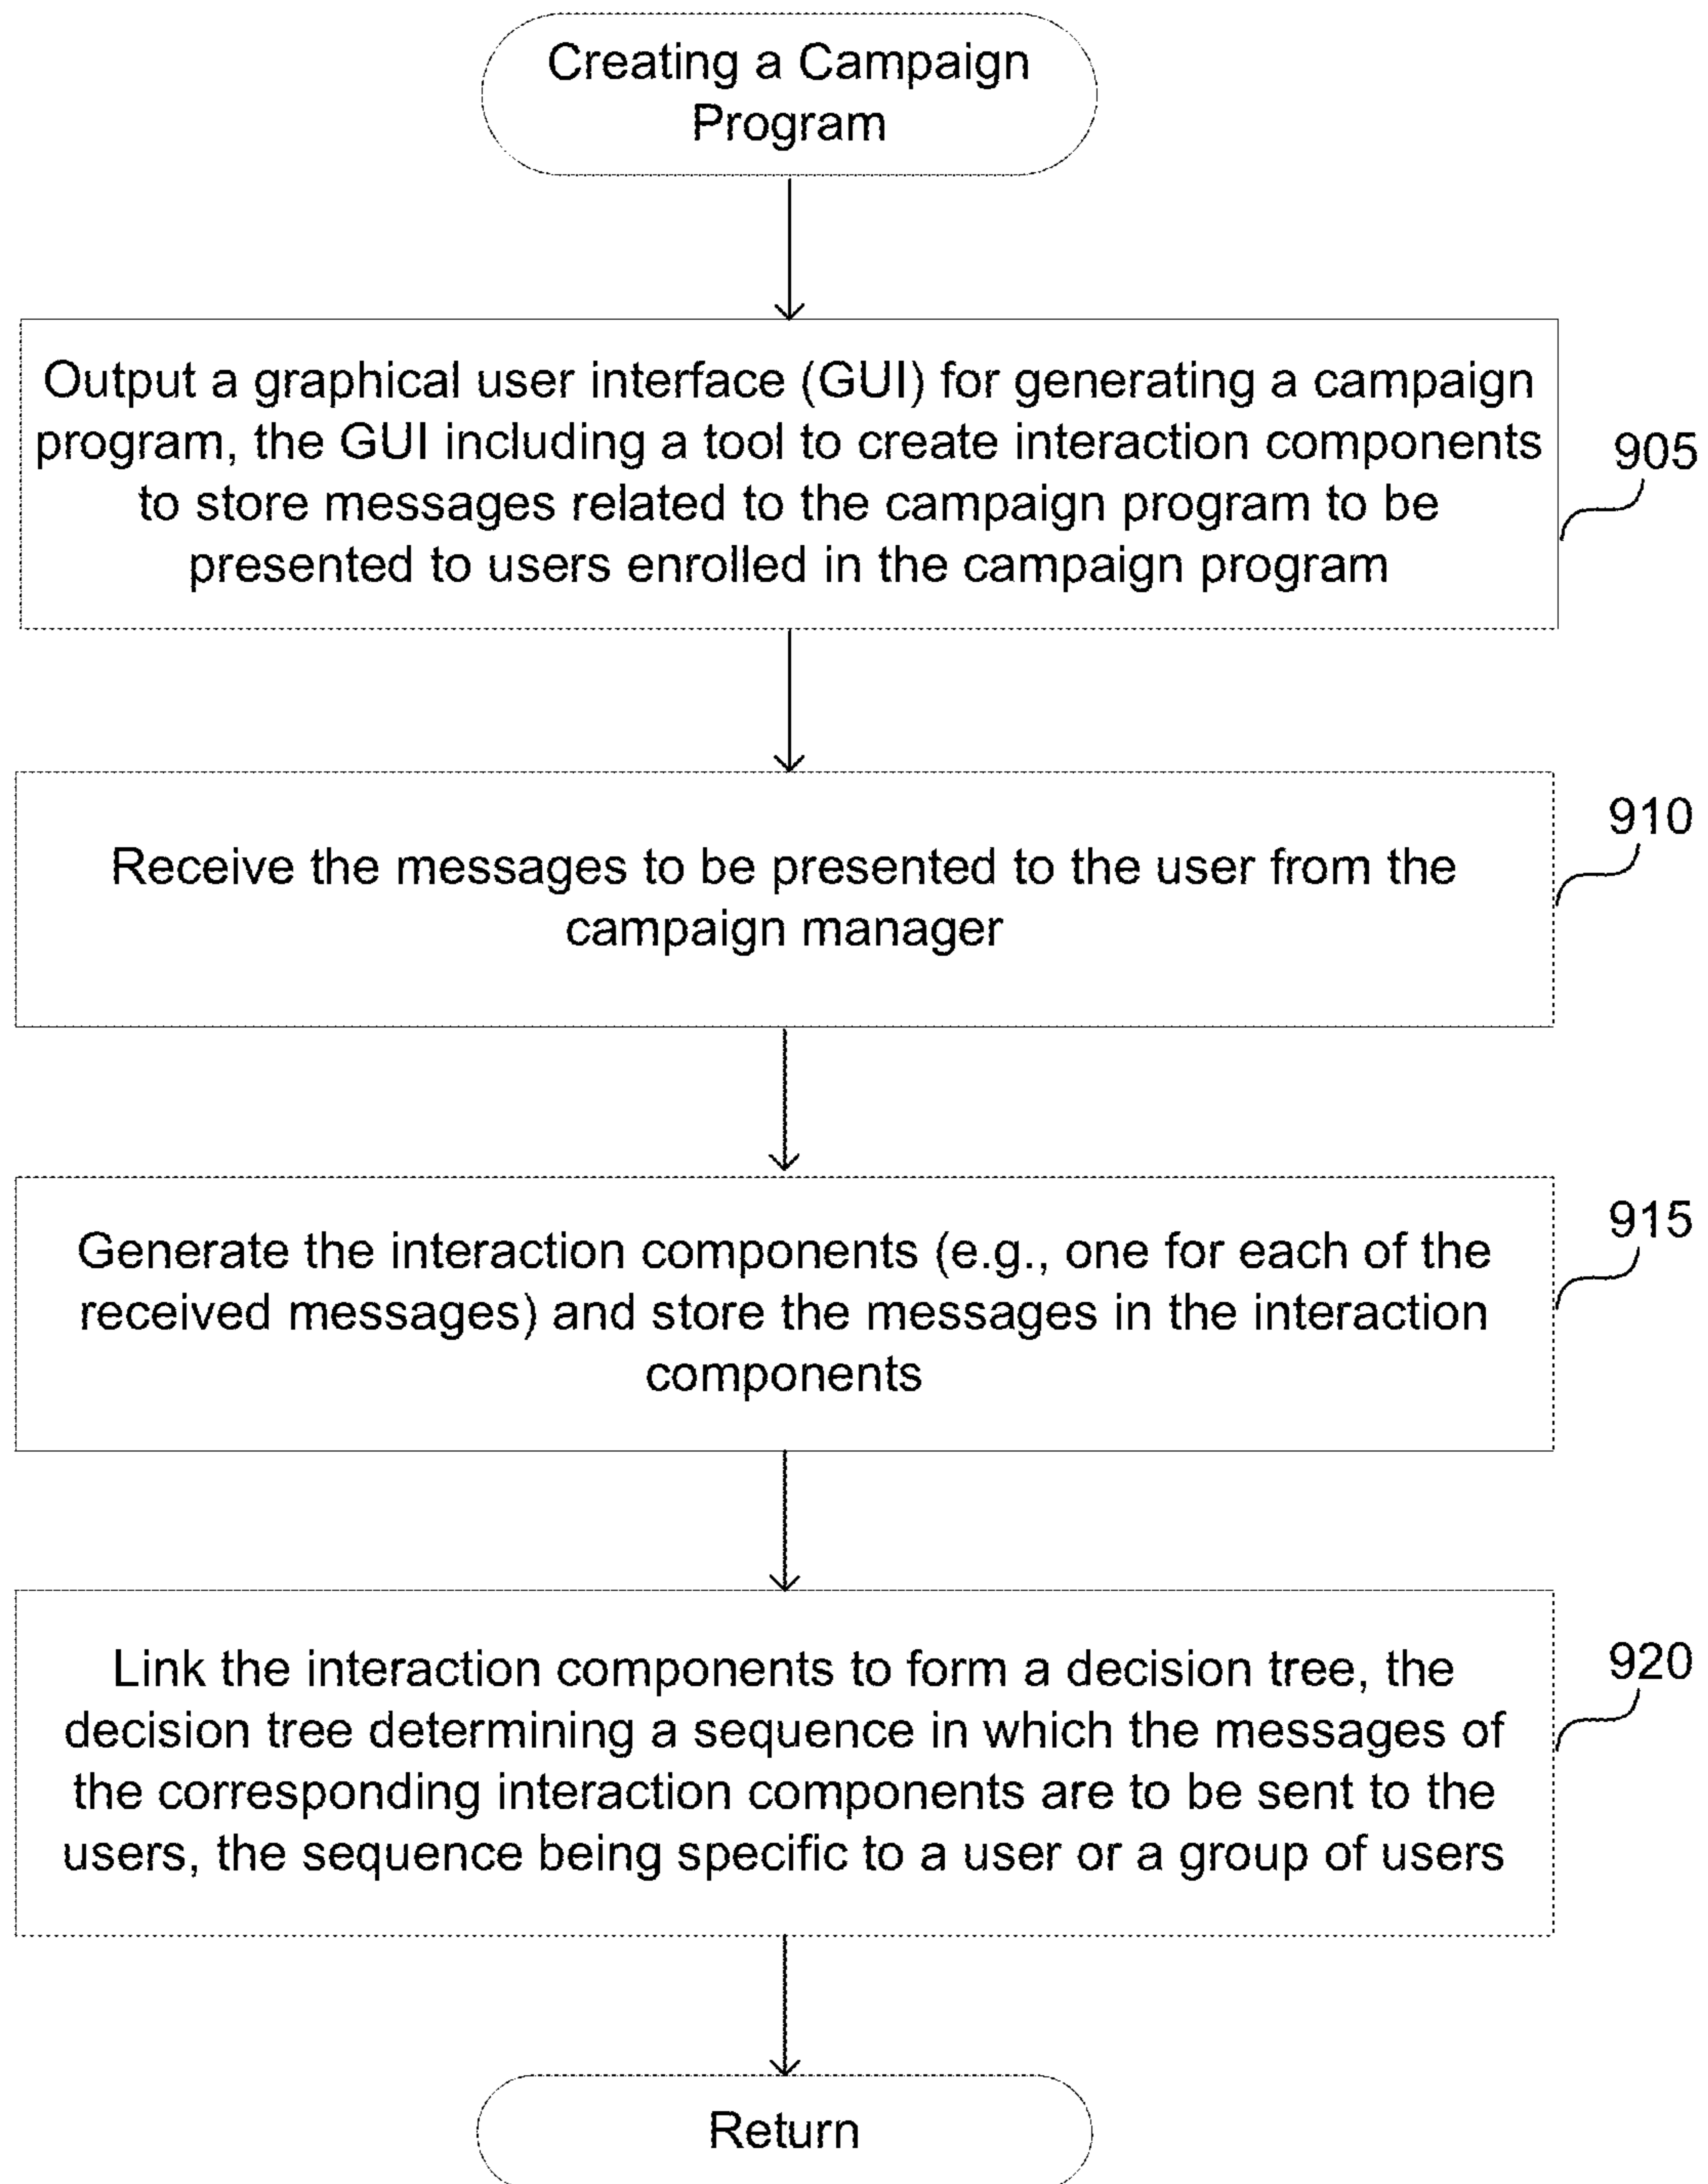 Creating a Campaign
Program
Output a graphical user interface (GUI) for generating a campaign
program, the GUI including a tool to create interaction components
to store messages related to the campaign program to be
presented to users enrolled in the campaign program
905
Receive the messages to be presented to the user from the
campaign manager
910
Generate the interaction components (e.g., one for each of the
received messages) and store the messages in the interaction
components
915
Link the interaction components to form a decision tree, the
decision tree determining a sequence in which the messages of
the corresponding interaction components are to be sent to the
users, the sequence being specific to a user or a group of users
920
Return